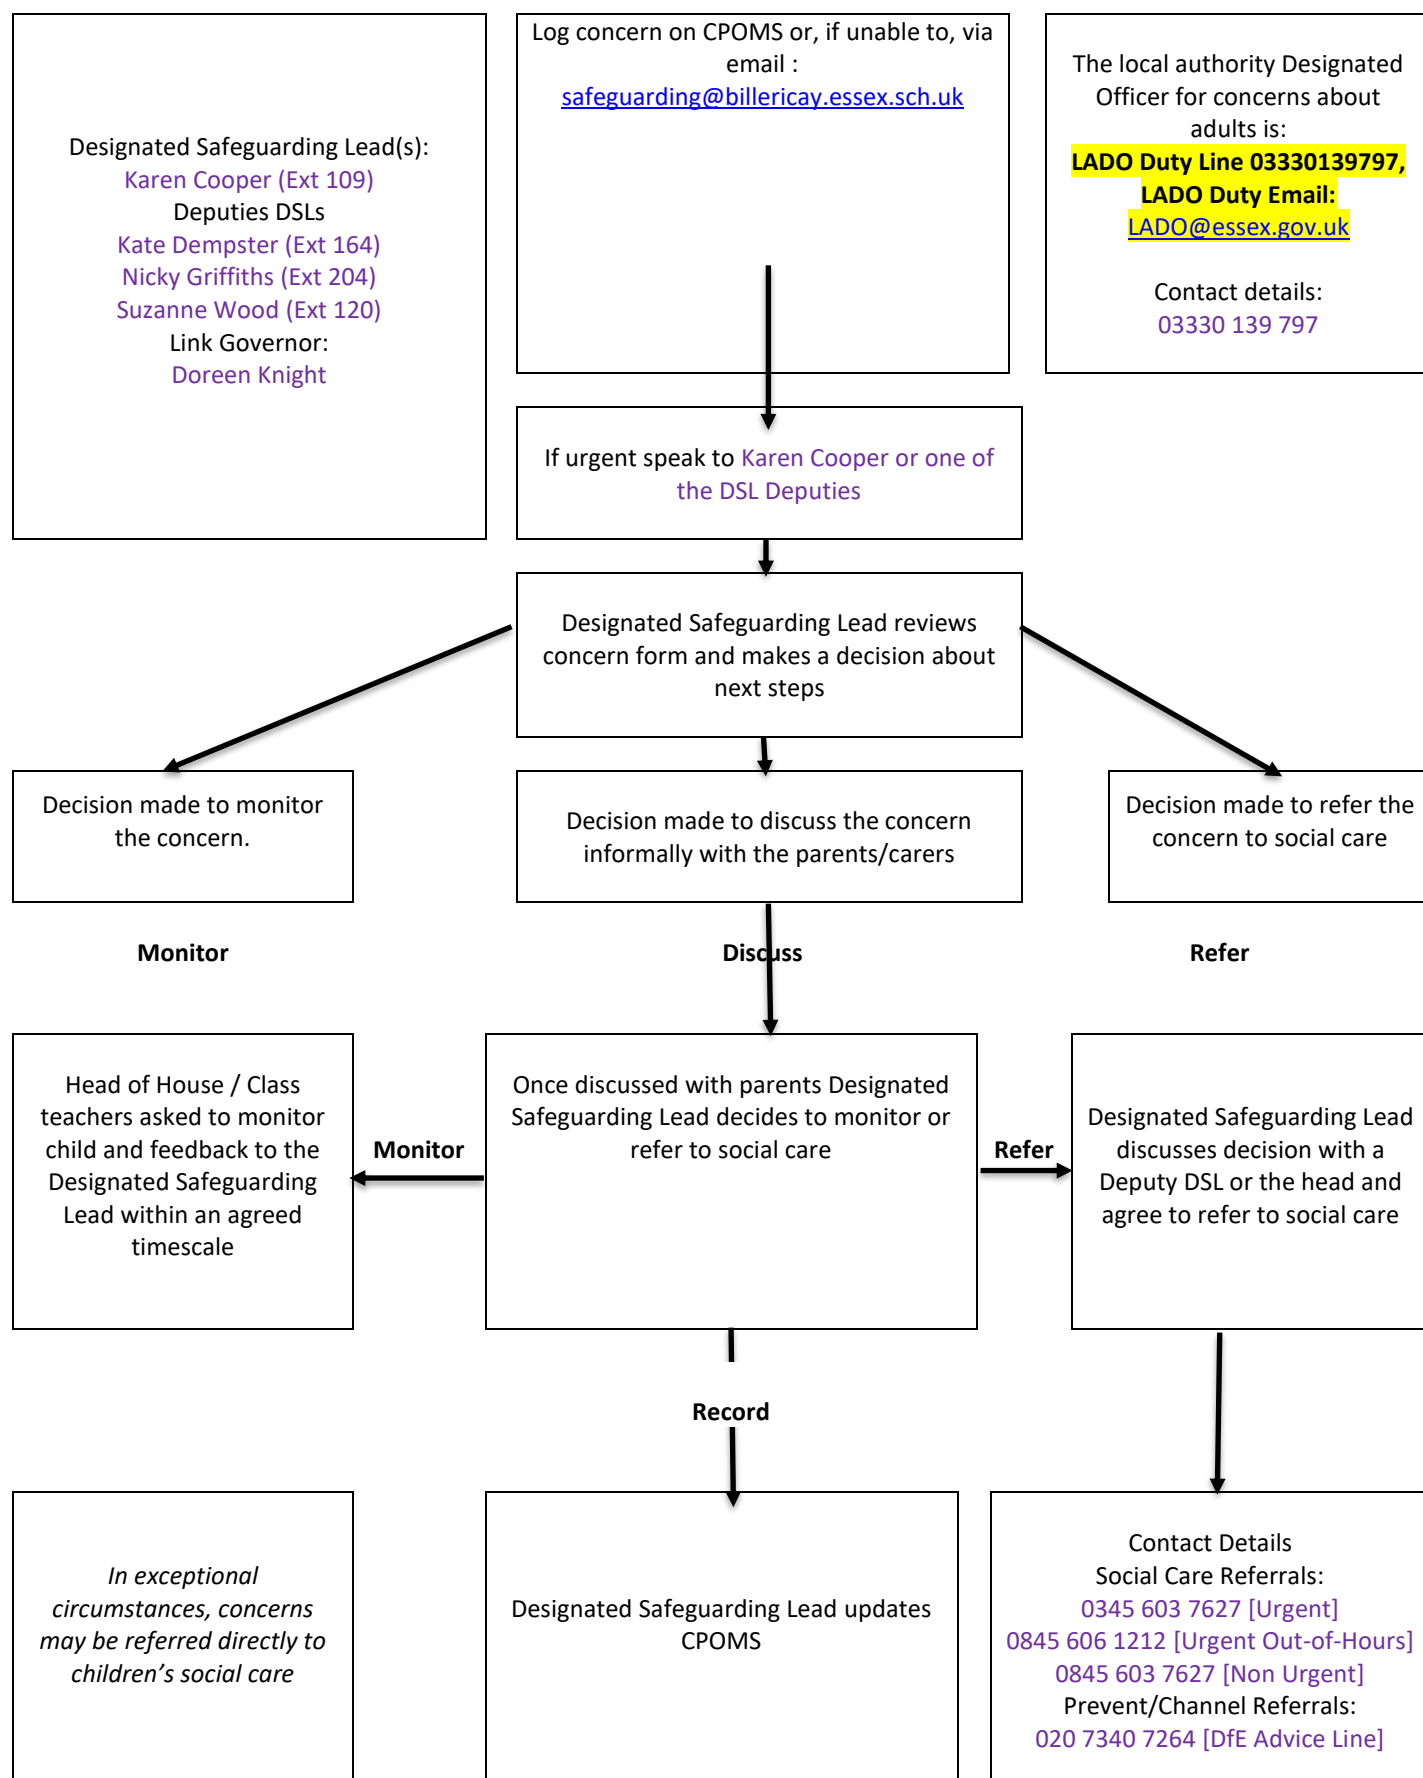 Designated Safeguarding Lead(s):
Karen Cooper (Ext 109)
Deputies DSLs
Kate Dempster (Ext 164)
Nicky Griffiths (Ext 204)
Suzanne Wood (Ext 120)
Link Governor:
Doreen Knight
Log concern on CPOMS or, if unable to, via
email :
safeguarding@billericay.essex.sch.uk
The local authority Designated
Officer for concerns about
adults is:
LADO Duty Line 03330139797,
LADO Duty Email:
LADO@essex.gov.uk
Contact details:
03330 139 797
If urgent speak to Karen Cooper or one of
the DSL Deputies
Designated Safeguarding Lead reviews
concern form and makes a decision about
next steps
Decision made to monitor
the concern.
Decision made to discuss the concern
informally with the parents/carers
Decision made to refer the
concern to social care
Monitor
Discuss
Refer
Head of House / Class
teachers asked to monitor
child and feedback to the
Designated Safeguarding
Lead within an agreed
timescale
Monitor
Once discussed with parents Designated
Safeguarding Lead decides to monitor or
refer to social care
Refer
Designated Safeguarding Lead
discusses decision with a
Deputy DSL or the head and
agree to refer to social care
Record
In exceptional
circumstances, concerns
may be referred directly to
children’s social care
Designated Safeguarding Lead updates
CPOMS
Contact Details
Social Care Referrals:
0345 603 7627 [Urgent]
0845 606 1212 [Urgent Out-of-Hours]
0845 603 7627 [Non Urgent]
Prevent/Channel Referrals:
020 7340 7264 [DfE Advice Line]